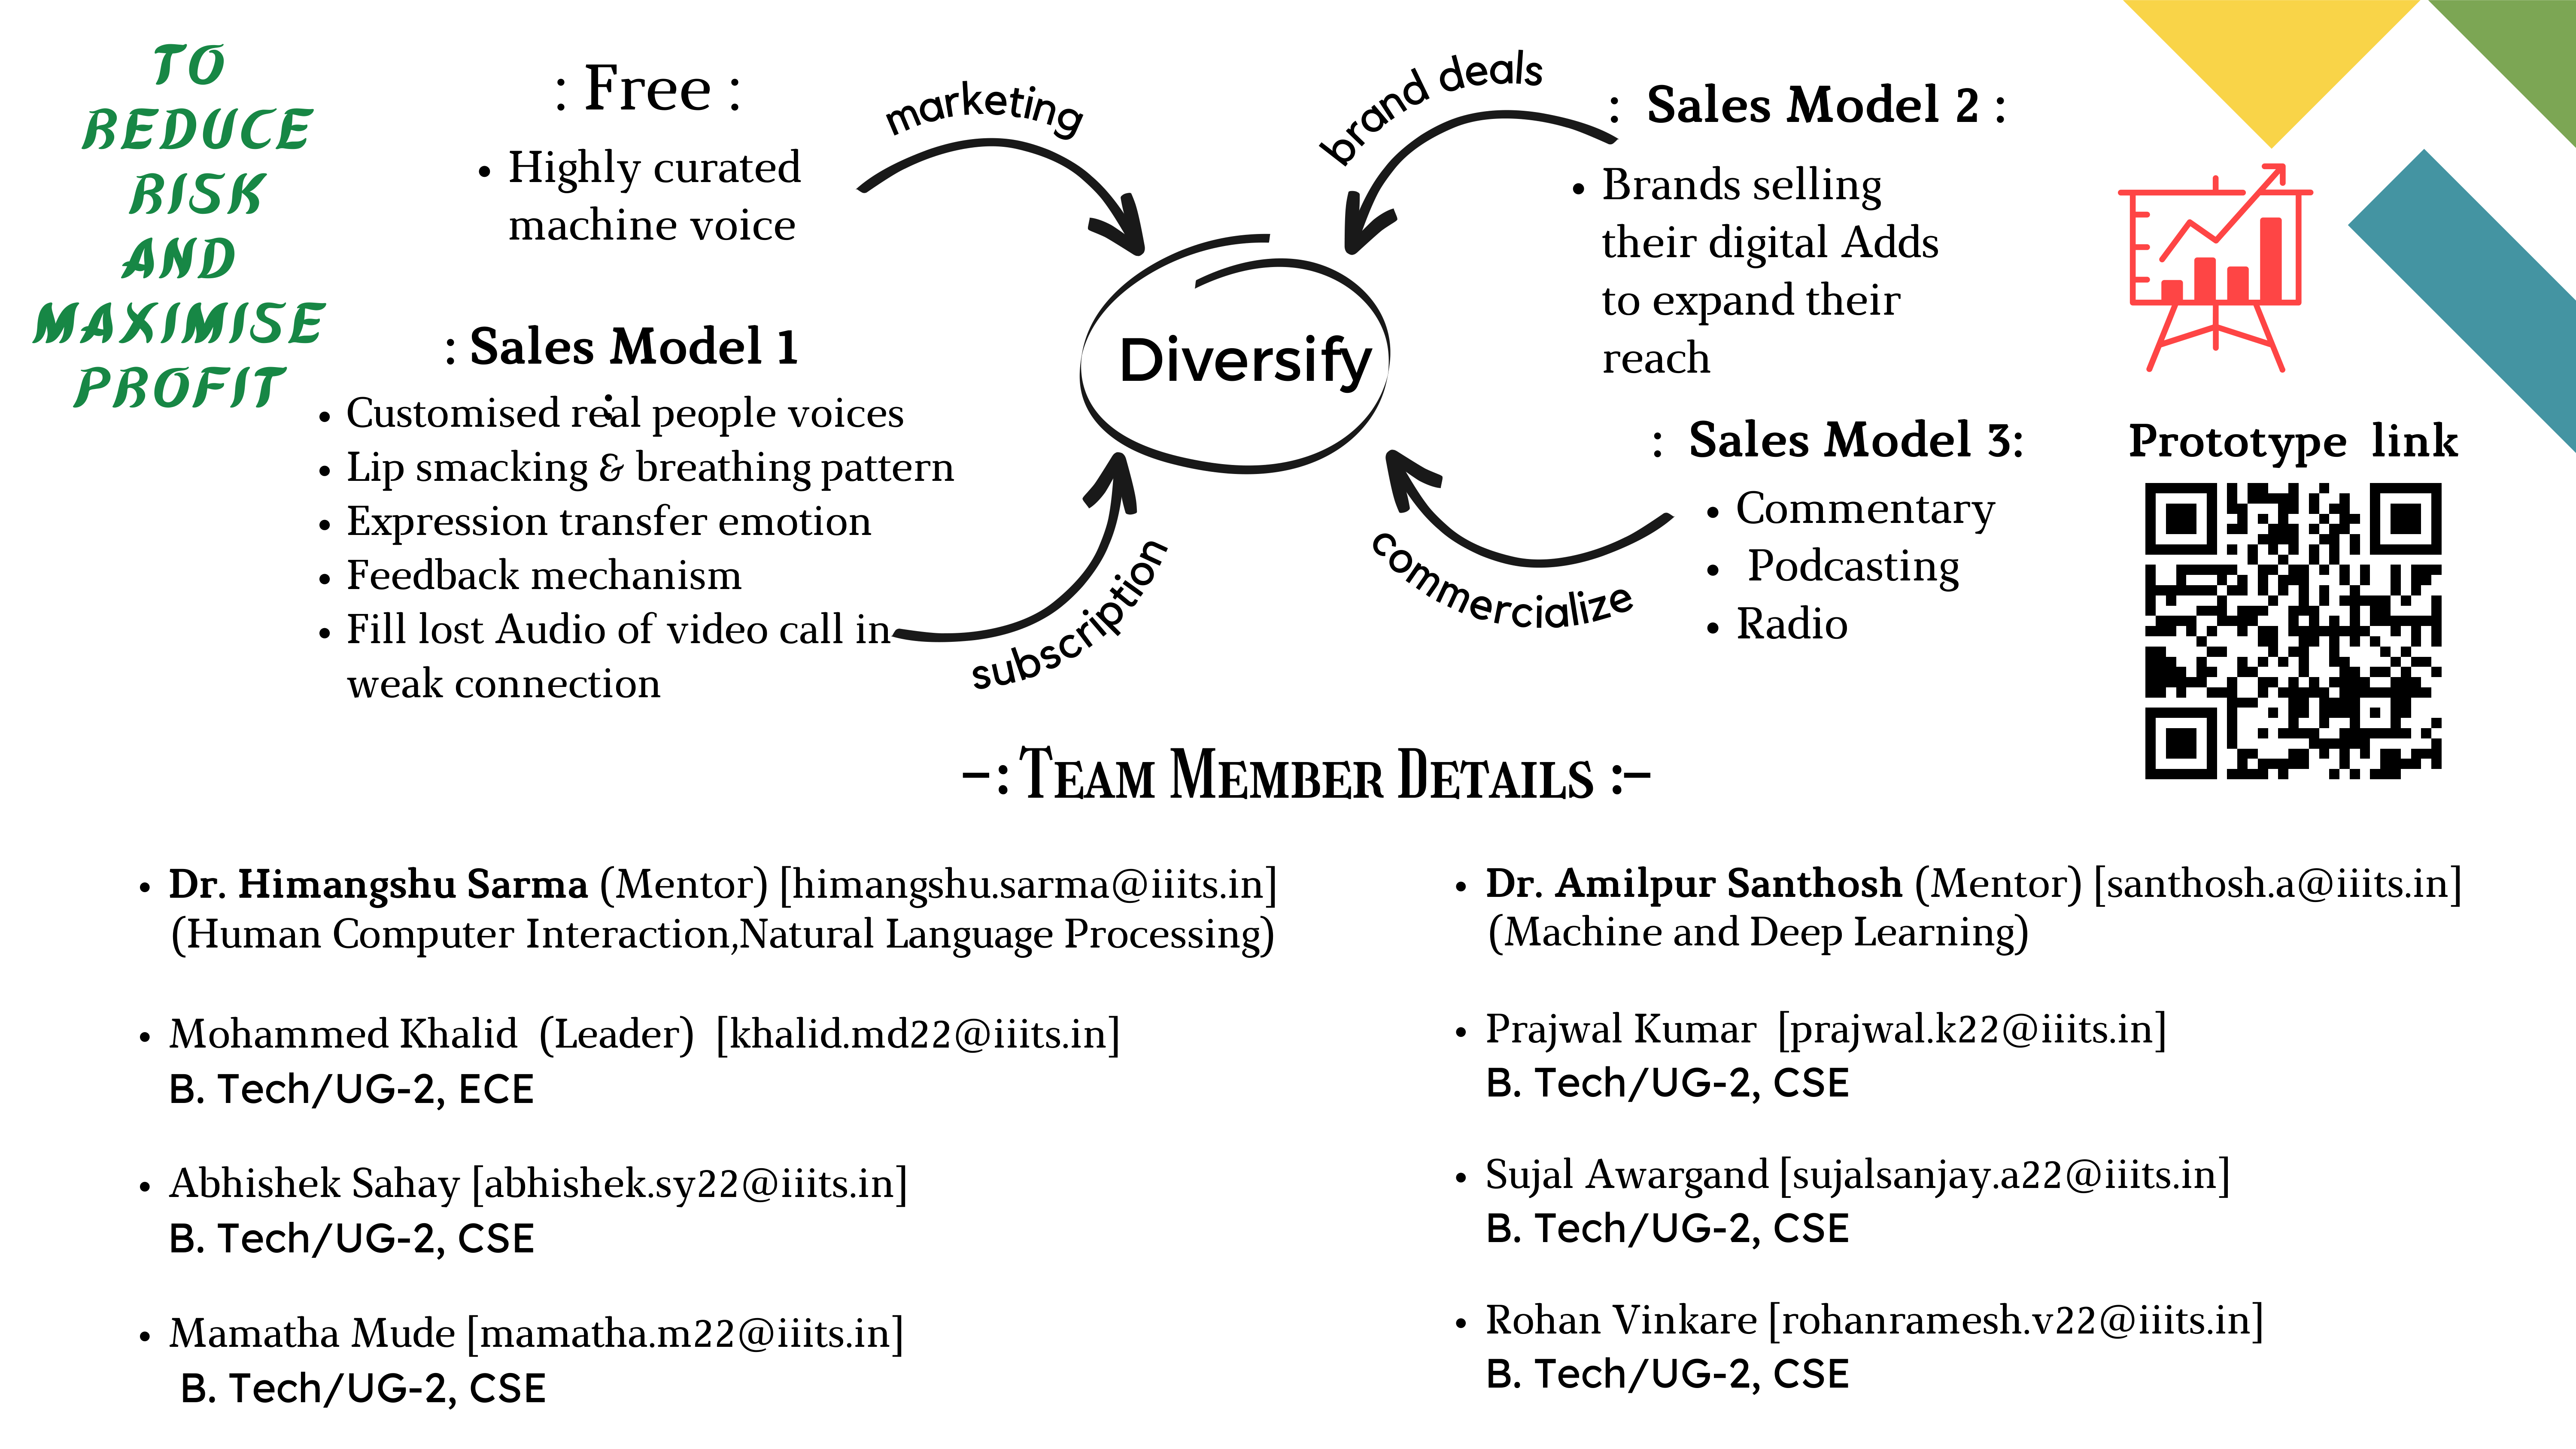 TO
REDUCE
RISK
AND
MAXIMISE
PROFIT
: Free :
Highly curated
machine voice
marketing
: Sales Model 1
:
Customised real people voices
Lip smacking & breathing pattern
Expression transfer emotion
Feedback mechanism
Fill lost Audio of video call in
weak connection
subscription
Diversify
brand deals
: Sales Model 2 :
Brands selling
their digital Adds
to expand their
reach
: Sales Model 3:
Commentary
Podcasting
Radio
commercialize
Prototype link
-: Team Member Details :-
Dr. Himangshu Sarma (Mentor) [himangshu.sarma@iiits.in]
(Human Computer Interaction,Natural Language Processing)
Mohammed Khalid (Leader) [khalid.md22@iiits.in]
B. Tech/UG-2, ECE
Abhishek Sahay [abhishek.sy22@iiits.in]
B. Tech/UG-2, CSE
Mamatha Mude [mamatha.m22@iiits.in]
B. Tech/UG-2, CSE
Dr. Amilpur Santhosh (Mentor) [santhosh.a@iiits.in]
(Machine and Deep Learning)
Prajwal Kumar [prajwal.k22@iiits.in]
B. Tech/UG-2, CSE
Sujal Awargand [sujalsanjay.a22@iiits.in]
B. Tech/UG-2, CSE
Rohan Vinkare [rohanramesh.v22@iiits.in]
B. Tech/UG-2, CSE